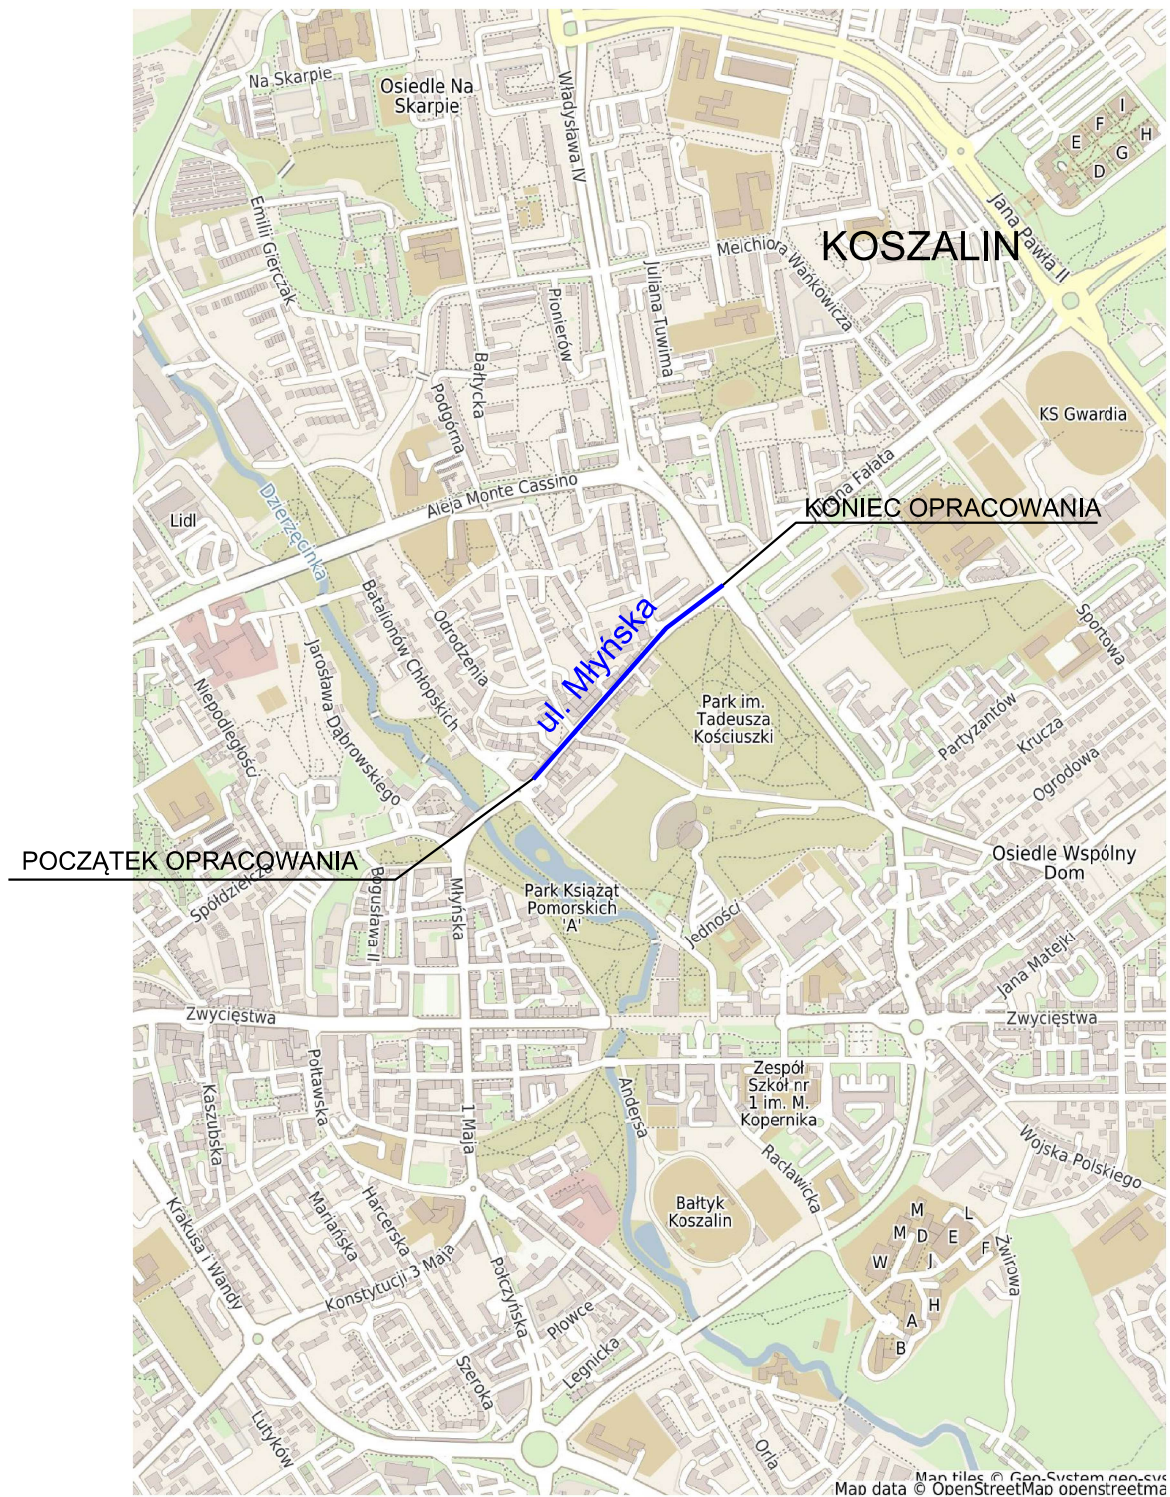 Na Skarpie
Osiedle Na
Skarpie
Władysława IV
I
F
H
E
G
D
Emilii Gierczak
Jana Pawła II
KOSZALIN
Melchiora Wańkowicza
Juliana Tuwima
Pionierów
Bałtycka
Podgórna
KS Gwardia
Aleja Monte Cassino
Lidl
Dzierżęcinka
KONIEC OPRACOWANIA
Batalionów Chłopskich
Odrodzenia
ul. Młyńska
Sportowa
Jarosława Dąbrowskiego
Niepodległości
Park im.
Tadeusza
Kościuszki
Partyzantów
Krucza
Ogrodowa
POCZĄTEK OPRACOWANIA
Osiedle Wspólny
Dom
Spółdzielcza
Bogusława II
Młyńska
Park Książąt
Pomorskich
'A'
Jedności
Jana Matejki
Zwycięstwa
Zwycięstwa
Połtawska
Kaszubska
1 Maja
Andersa
Zespół
Szkół nr
1 im. M.
Kopernika
Wojska Polskiego
Racławicka
Krakusa i Wandy
Mariańska
Harcerska
Bałtyk
Koszalin
M
L
M
D
E
F
W
J
Żwirowa
Konstytucji 3 Maja
Połczyńska
H
A
B
Płowce
Legnicka
Szeroka
Lutyków
Orla
Map tiles © Geo-System geo-sys
Map data © OpenStreetMap openstreetma